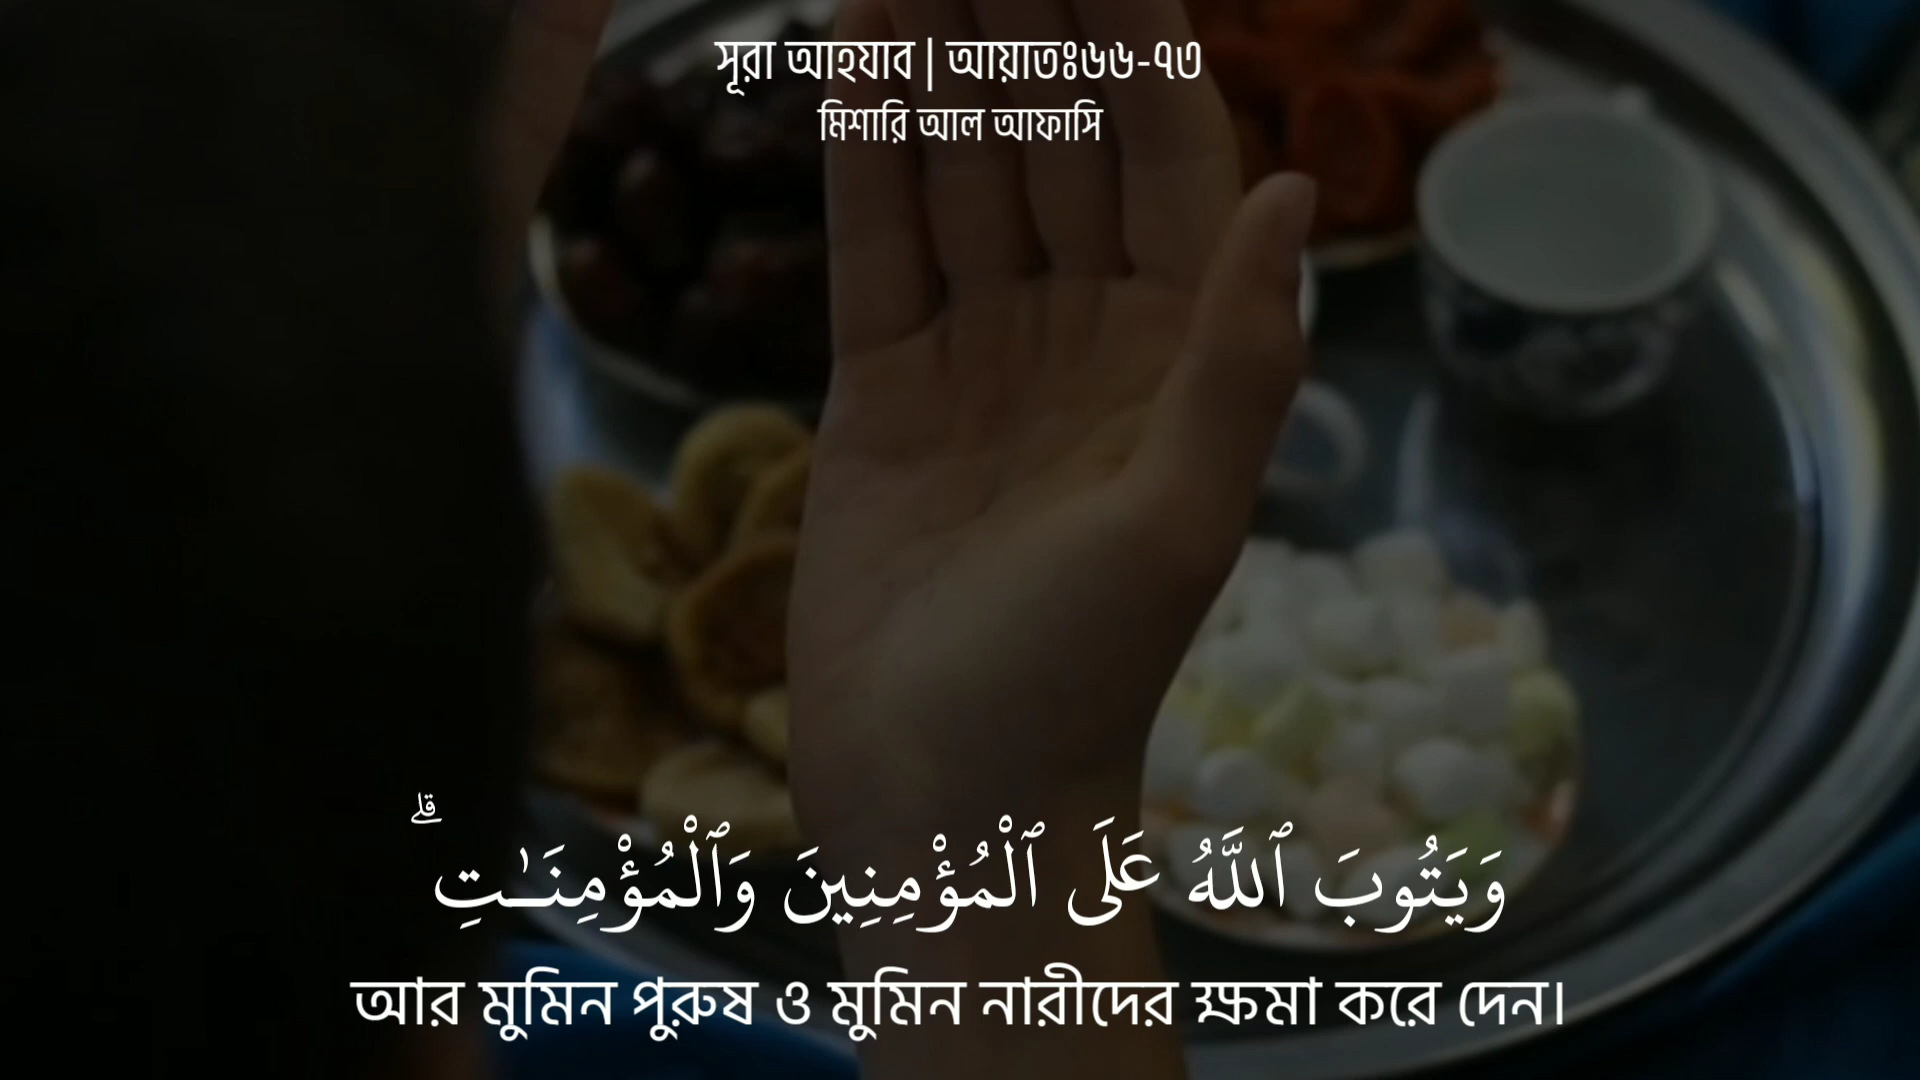 সূরা আহযাব | আয়াতঃ৬৬-৭৩
মিশারি আল আফাসি
وَيَتُوبَ ٱللَّهُ عَلَى ٱلْمُؤْمِنِينَ وَٱلْمُؤْمِنَـٰتِ ۗ
আর মুমিন পুরুষ ও মুমিন নারীদের ক্ষমা করে দেন।